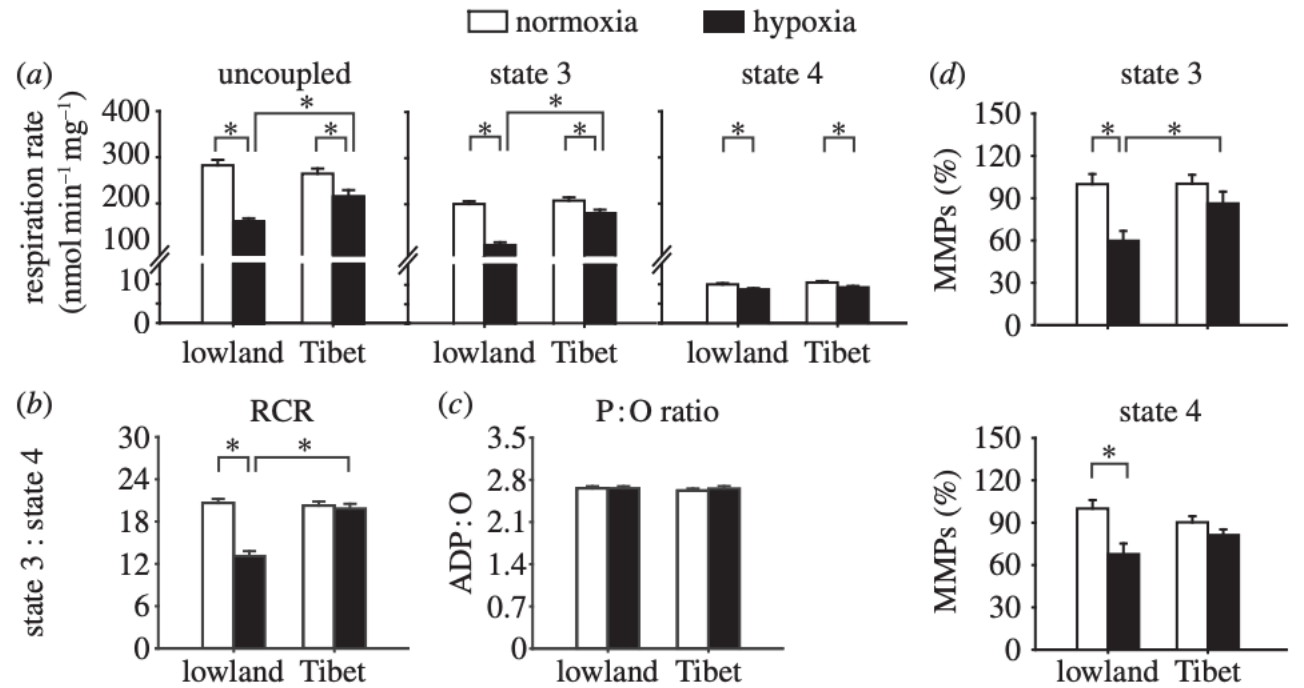 normoxia hypoxia
(a) uncoupled state 3 state 4
respiration rate
(nmol min⁻¹ mg⁻¹)
400
300
200
100
10
0
* * *
* * *
* *
lowland Tibet lowland Tibet lowland Tibet
(d) state 3
MMPs (%)
150
120
90
60
30
0
* *
(b) RCR
state 3 : state 4
30
24
18
12
6
0
* *
lowland Tibet
(c) P : O ratio
ADP : O
3.5
2.8
2.1
1.4
0.7
0
lowland Tibet
state 4
MMPs (%)
150
120
90
60
30
0
*
lowland Tibet